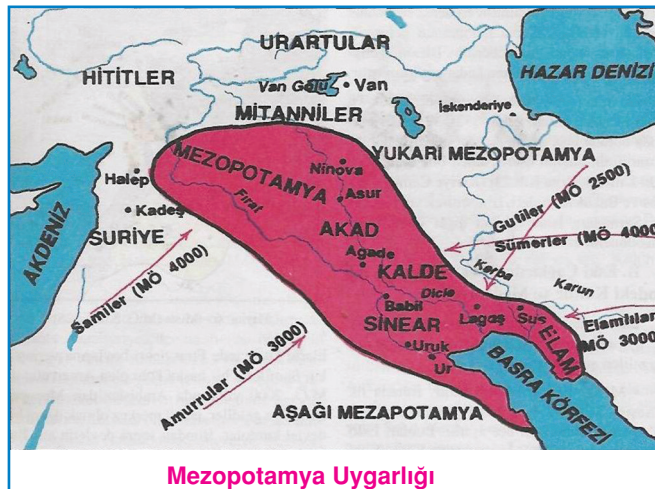 URARTULAR
HİTİTLER
Van Gölü
Van
HAZAR DENİZİ
MİTANNİLER
İskenderiye
YUKARI MEZOPOTAMYA
MEZOPOTAMYA
Ninova
Halep
Asur
Fırat
Kadeş
AKDENİZ
SURİYE
AKAD
Gutiler (MÖ 2500)
Sümerler (MÖ 4000
Agade
KALDE
Kerba
Karun
Samiler (MÖ 4000)
Dicle
Babil
Lagaş
Sus
ELAM
Elamlılar
MÖ 3000)
SİNEAR
Uruk
Ur
BASRA KÖRFEZİ
Amurrular (MÖ 3000)
AŞAĞI MEZAPOTAMYA
Mezopotamya Uygarlığı